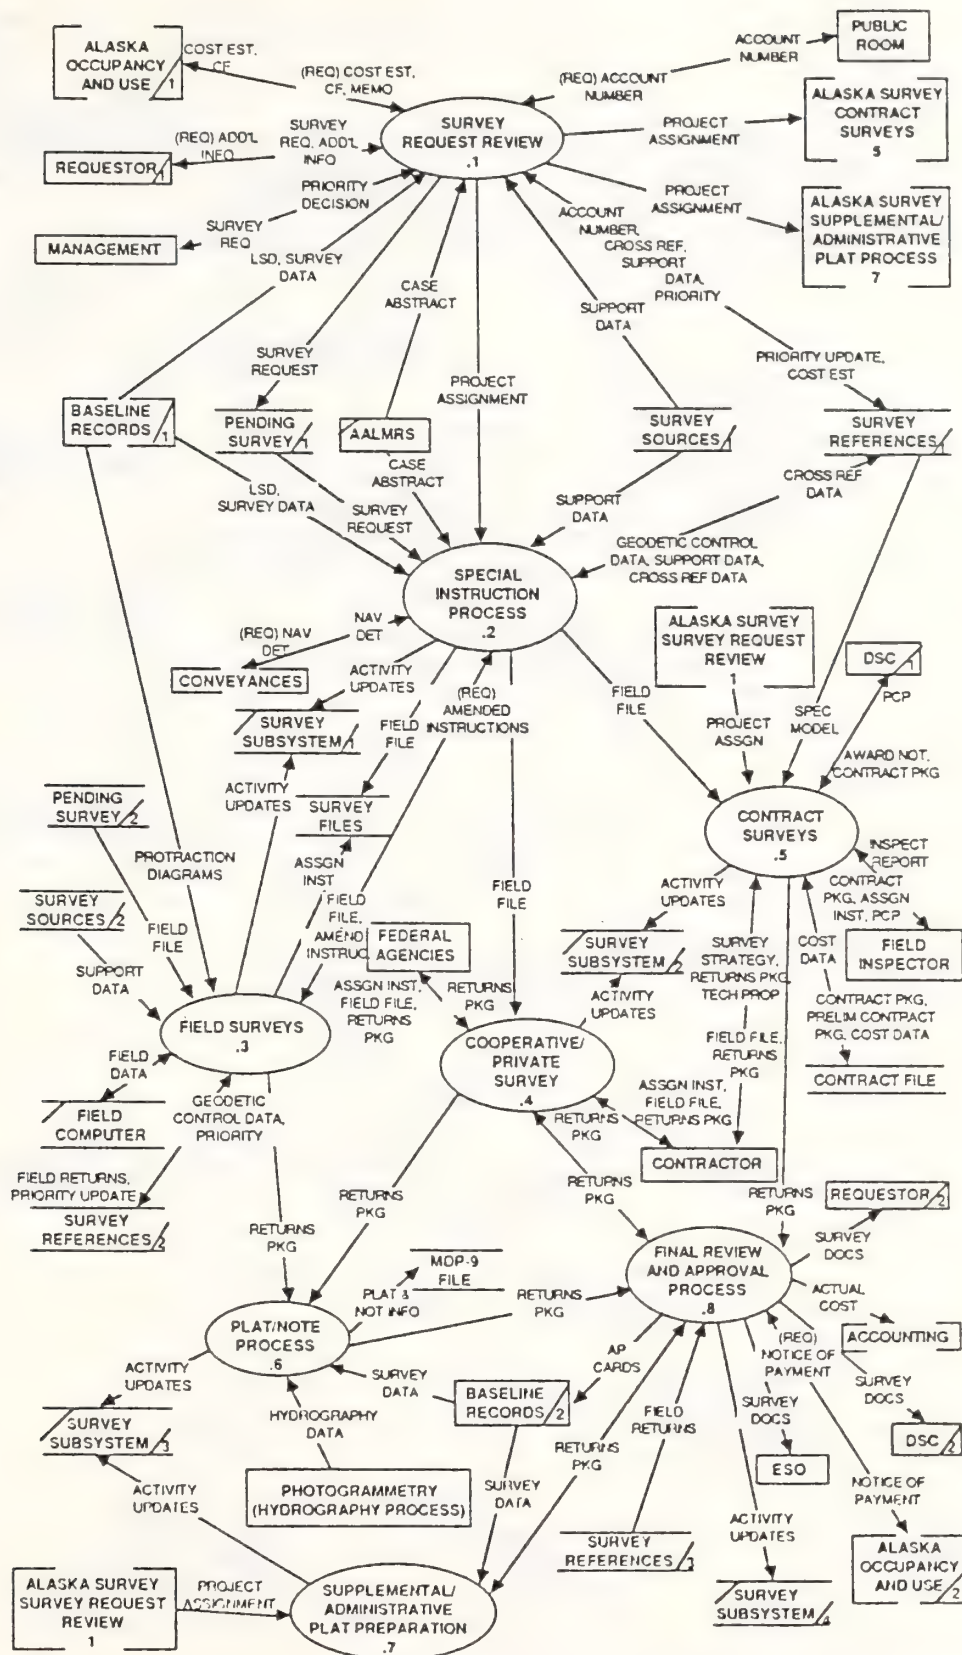 ALASKA
OCCUPANCY
AND USE
1
COST EST,
CF
(REQ) COST EST,
CF, MEMO
(REQ) ACCOUNT
NUMBER
ACCOUNT
NUMBER
PUBLIC
ROOM
SURVEY
REQUEST REVIEW
.1
PROJECT
ASSIGNMENT
ALASKA SURVEY
CONTRACT
SURVEYS
5
(REQ) ADD'L
INFO
SURVEY
REQ, ADD'L
INFO
REQUESTOR
1
PRIORITY
DECISION
SURVEY
REQ
MANAGEMENT
PROJECT
ASSIGNMENT
ALASKA SURVEY
SUPPLEMENTAL/
ADMINISTRATIVE
PLAT PROCESS
7
LSD, SURVEY
DATA
CASE
ABSTRACT
ACCOUNT
NUMBER,
CROSS REF,
SUPPORT
DATA,
PRIORITY
SUPPORT
DATA
SURVEY
REQUEST
PROJECT
ASSIGNMENT
PRIORITY UPDATE,
COST EST
BASELINE
RECORDS
1
PENDING
SURVEY
1
AALMRS
SURVEY
SOURCES
1
SURVEY
REFERENCES
1
LSD,
SURVEY DATA
SURVEY
REQUEST
CASE
ABSTRACT
SUPPORT
DATA
CROSS REF
DATA
GEODETIC CONTROL
DATA, SUPPORT DATA,
CROSS REF DATA
SPECIAL
INSTRUCTION
PROCESS
.2
(REQ) NAV
DET
NAV
DET
CONVEYANCES
ACTIVITY
UPDATES
SURVEY
SUBSYSTEM
1
FIELD
FILE
(REQ)
AMENDED
INSTRUCTIONS
FIELD
FILE
ALASKA SURVEY
SURVEY REQUEST
REVIEW
1
PROJECT
ASSGN
SPEC
MODEL
DSC
1
PCP
AWARD NOT,
CONTRACT PKG
ACTIVITY
UPDATES
SURVEY
FILES
PENDING
SURVEY
2
PROTRACTION
DIAGRAMS
ASSGN
INST
FIELD
FILE
CONTRACT
SURVEYS
.5
INSPECT
REPORT
CONTRACT
PKG, ASSGN
INST, PCP
FIELD
INSPECTOR
ACTIVITY
UPDATES
SURVEY
SOURCES
2
FIELD
FILE
SUPPORT
DATA
FIELD
FILE,
AMEND
INSTRUC
FEDERAL
AGENCIES
ASSGN INST,
FIELD FILE,
RETURNS
PKG
RETURNS
PKG
SURVEY
SUBSYSTEM
2
ACTIVITY
UPDATES
SURVEY
STRATEGY,
RETURNS PKG,
TECH PROP
COST
DATA
CONTRACT PKG,
PRELIM CONTRACT
PKG, COST DATA
CONTRACT FILE
FIELD SURVEYS
.3
COOPERATIVE/
PRIVATE
SURVEY
.4
FIELD FILE,
RETURNS
PKG
FIELD
DATA
FIELD
COMPUTER
GEODETIC
CONTROL DATA,
PRIORITY
ASSGN INST,
FIELD FILE,
RETURNS PKG
RETURNS
PKG
CONTRACTOR
FIELD RETURNS,
PRIORITY UPDATE
SURVEY
REFERENCES
2
RETURNS
PKG
RETURNS
PKG
RETURNS
PKG
RETURNS
PKG
REQUESTOR
2
SURVEY
DOCS
FINAL REVIEW
AND APPROVAL
PROCESS
.8
ACTUAL
COST
ACCOUNTING
MDP-9
FILE
PLAT &
NOT INFO
RETURNS
PKG
PLAT/NOTE
PROCESS
.6
(REQ)
NOTICE OF
PAYMENT
SURVEY
DOCS
DSC
2
ACTIVITY
UPDATES
SURVEY
DATA
AP
CARDS
BASELINE
RECORDS
2
SURVEY
DOCS
ESO
SURVEY
SUBSYSTEM
3
HYDROGRAPHY
DATA
FIELD
RETURNS
RETURNS
PKG
PHOTOGRAMMETRY
(HYDROGRAPHY PROCESS)
SURVEY
DATA
NOTICE OF
PAYMENT
ACTIVITY
UPDATES
ACTIVITY
UPDATES
SURVEY
REFERENCES
3
ALASKA
OCCUPANCY
AND USE
2
SURVEY
SUBSYSTEM
4
ALASKA SURVEY
SURVEY REQUEST
REVIEW
1
PROJECT
ASSIGNMENT
SUPPLEMENTAL/
ADMINISTRATIVE
PLAT PREPARATION
.7